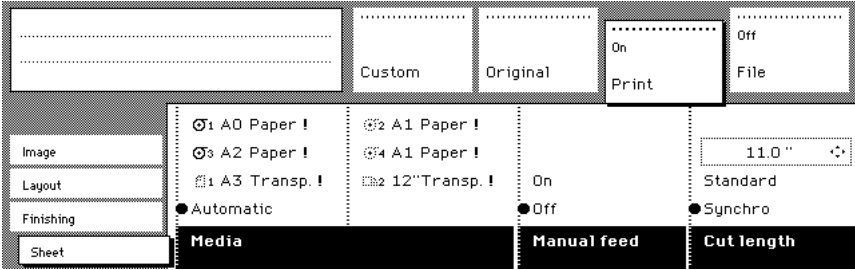 Custom
Original
On
Print
Off
File
Image
Layout
Finishing
Sheet
1 A0 Paper !
3 A2 Paper !
1 A3 Transp. !
Automatic
2 A1 Paper !
4 A1 Paper !
2 12"Transp. !
Media
On
Off
Manual feed
11.0 "
Standard
Synchro
Cut length